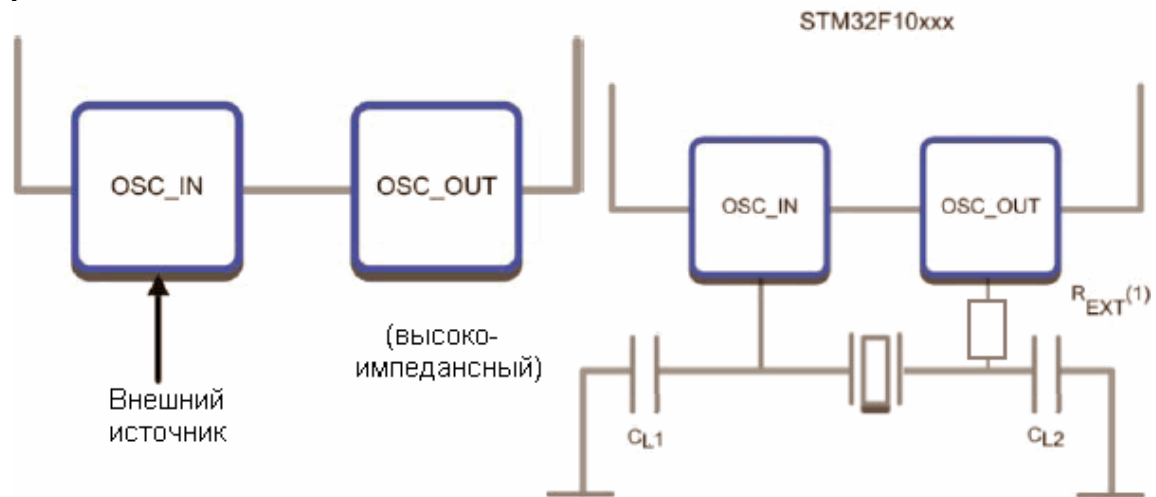 STM32F10xxx
OSC_IN
OSC_OUT
OSC_IN
OSC_OUT
REXT(1)
(высоко-
импедансный)
Внешний
источник
CL1
CL2